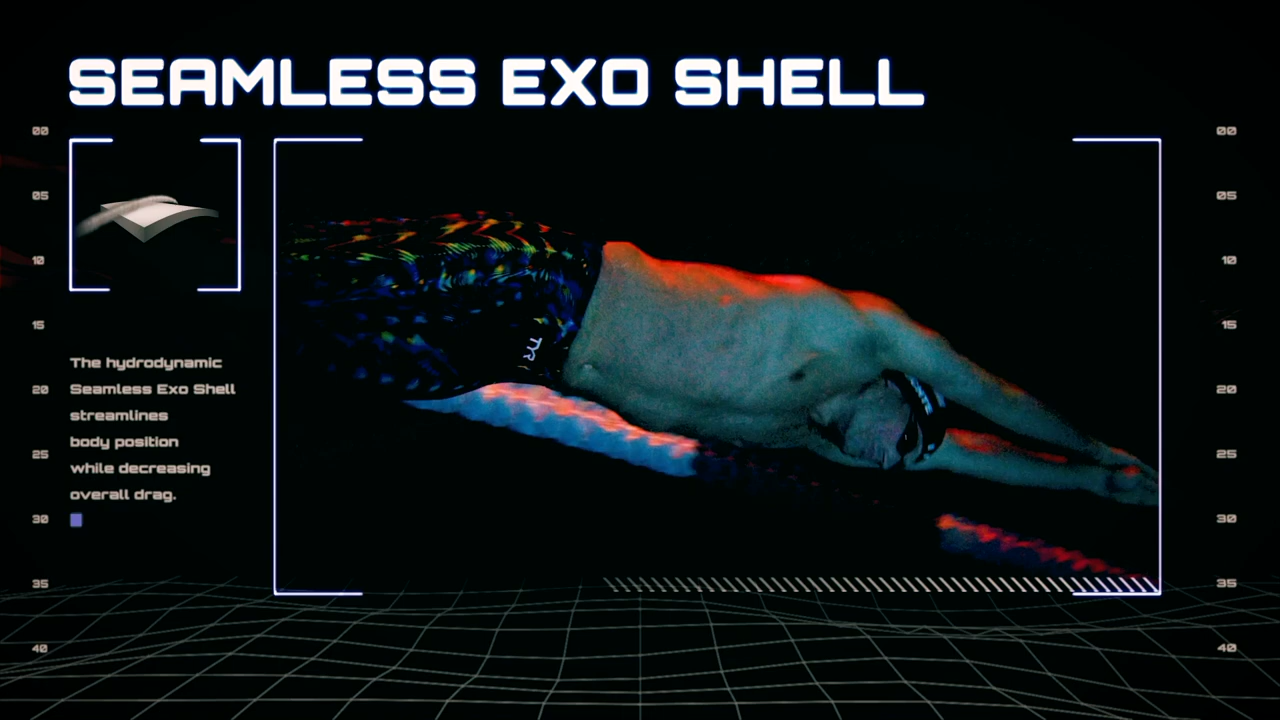 SEAMLESS EXO SHELL
00
05
10
15
20
25
30
35
40
The hydrodynamic
Seamless Exo Shell
streamlines
body position
while decreasing
overall drag.
TYR
00
05
10
15
20
25
30
35
40